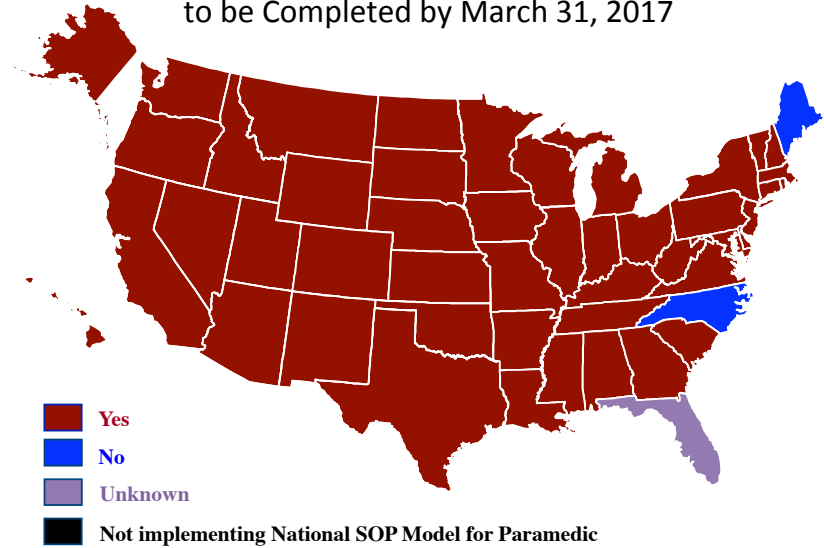 to be Completed by March 31, 2017
Yes
No
Unknown
Not implementing National SOP Model for Paramedic